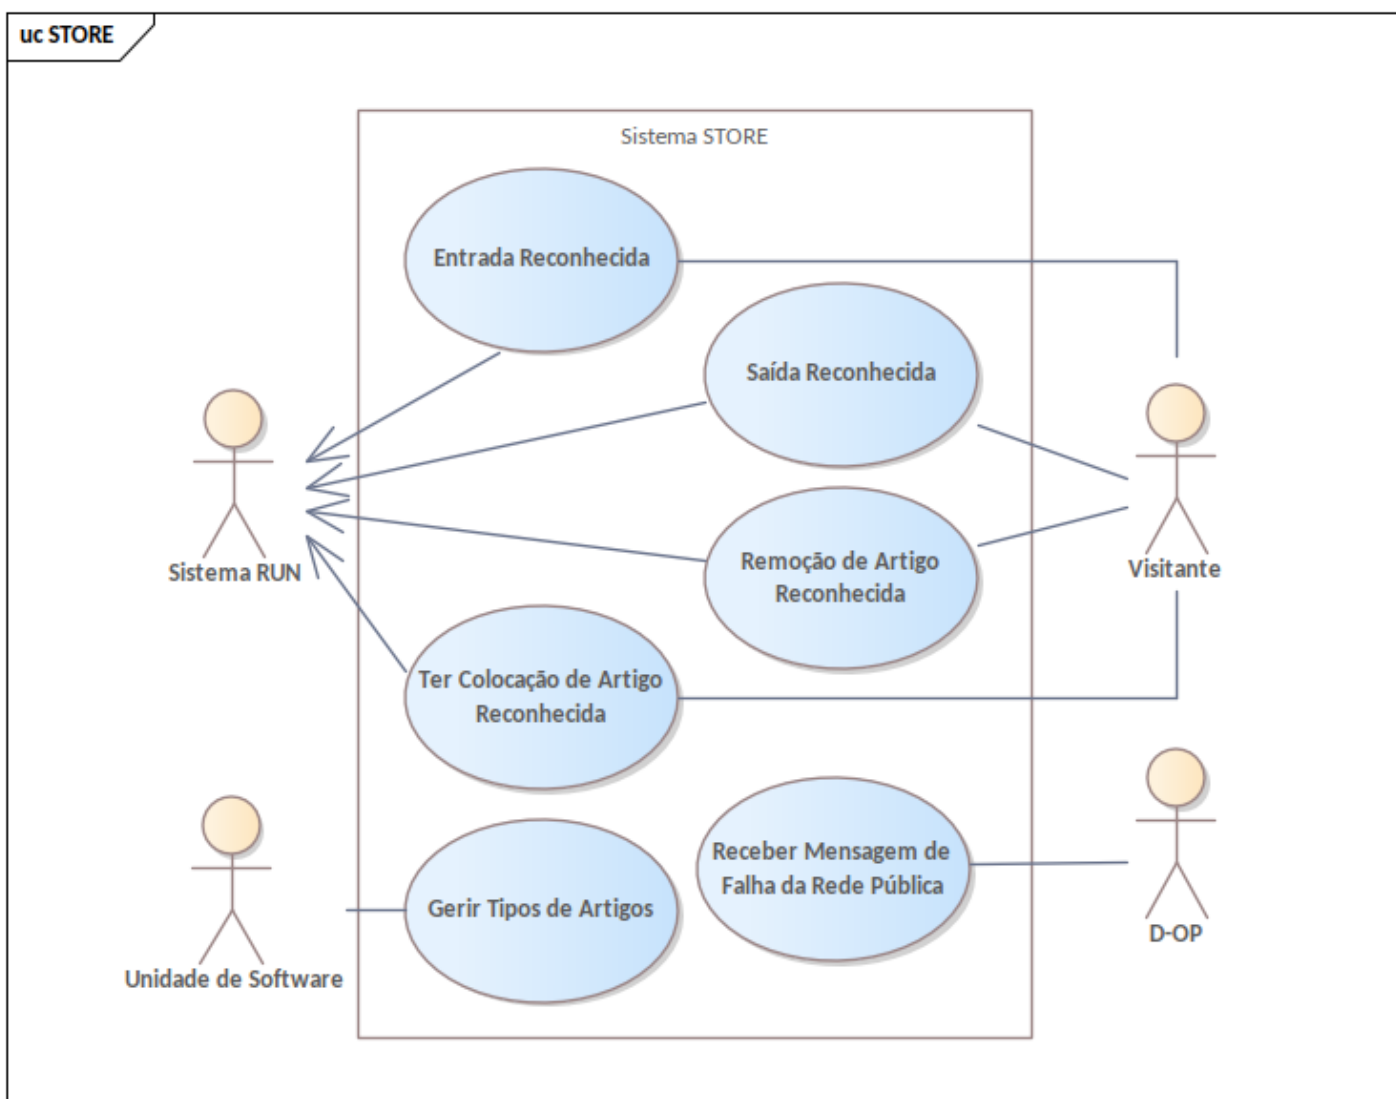 uc STORE
Sistema STORE
Entrada Reconhecida
Saída Reconhecida
Sistema RUN
Remoção de Artigo
Reconhecida
Visitante
Ter Colocação de Artigo
Reconhecida
Receber Mensagem de
Falha da Rede Pública
Gerir Tipos de Artigos
D-OP
Unidade de Software